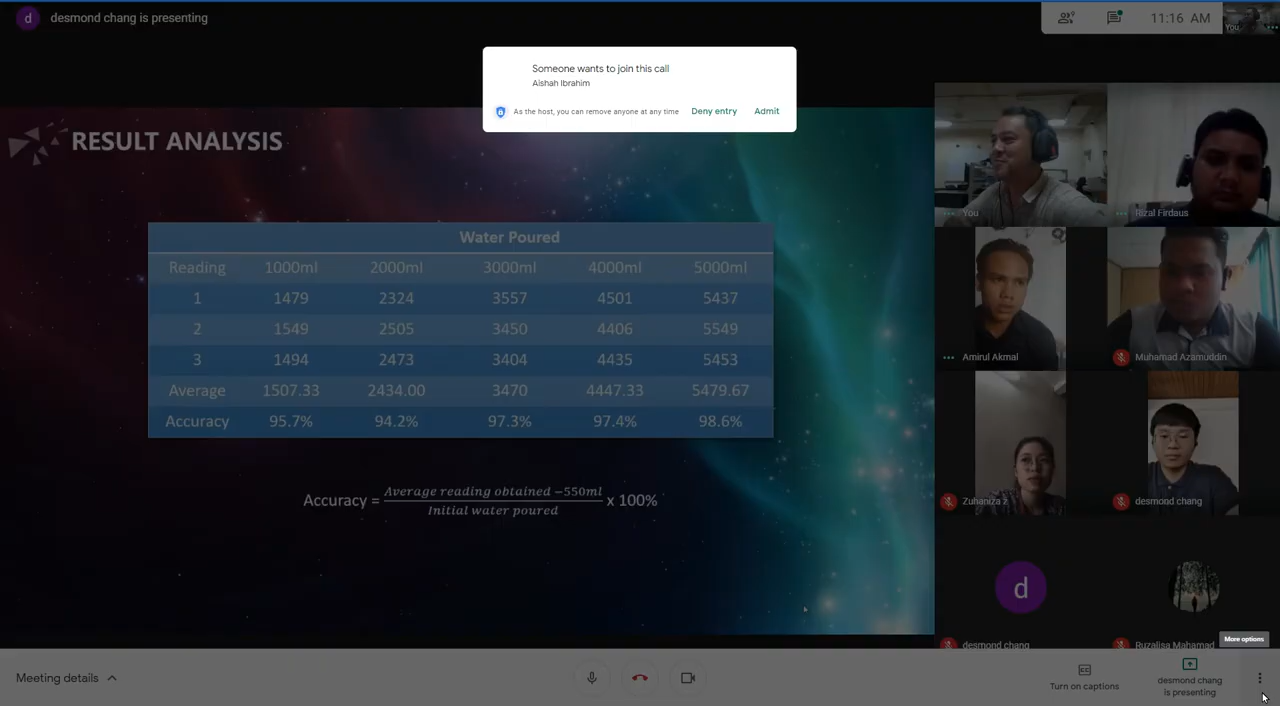 d desmond chang is presenting
9
11:16 AM
You
Someone wants to join this call
Aishah Ibrahim
As the host, you can remove anyone at any time Deny entry Admit
RESULT ANALYSIS
Water Poured
Reading 1000ml 2000ml 3000ml 4000ml 5000ml
1 1479 2324 3557 4501 5437
2 1549 2505 3450 4406 5549
3 1494 2473 3404 4435 5453
Average 1507.33 2434.00 3470 4447.33 5479.67
Accuracy 95.7% 94.2% 97.3% 97.4% 98.6%
Average reading obtained −550ml
Accuracy = x 100%
Initial water poured
You
Rizal Firdaus
Amirul Akmal
Muhamad Azamuddin
Zuhaniza z
desmond chang
d
desmond chang
Ruzalisa Mahamad
More options
Meeting details
CC
Turn on captions
desmond chang
is presenting